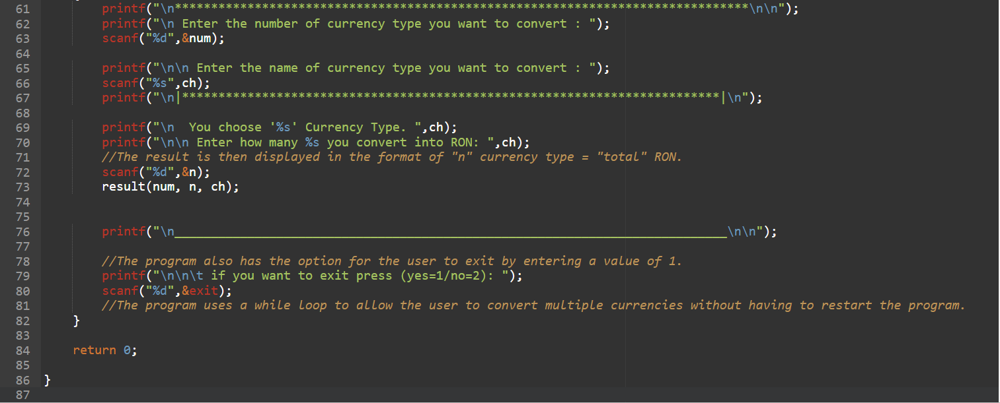 61 printf("\n*******************************************************************************\n\n");
62 printf("\n Enter the number of currency type you want to convert : ");
63 scanf("%d",&num);
64
65 printf("\n\n Enter the name of currency type you want to convert : ");
66 scanf("%s",ch);
67 printf("\n|**************************************************************************|\n");
68
69 printf("\n  You choose '%s' Currency Type. ",ch);
70 printf("\n\n Enter how many %s you convert into RON: ",ch);
71 //The result is then displayed in the format of "n" currency type = "total" RON.
72 scanf("%d",&n);
73 result(num, n, ch);
74
75
76 printf("\n____________________________________________________________________________\n\n");
77
78 //The program also has the option for the user to exit by entering a value of 1.
79 printf("\n\n\t if you want to exit press (yes=1/no=2): ");
80 scanf("%d",&exit);
81 //The program uses a while loop to allow the user to convert multiple currencies without having to restart the program.
82 }
83
84 return 0;
85
86 }
87